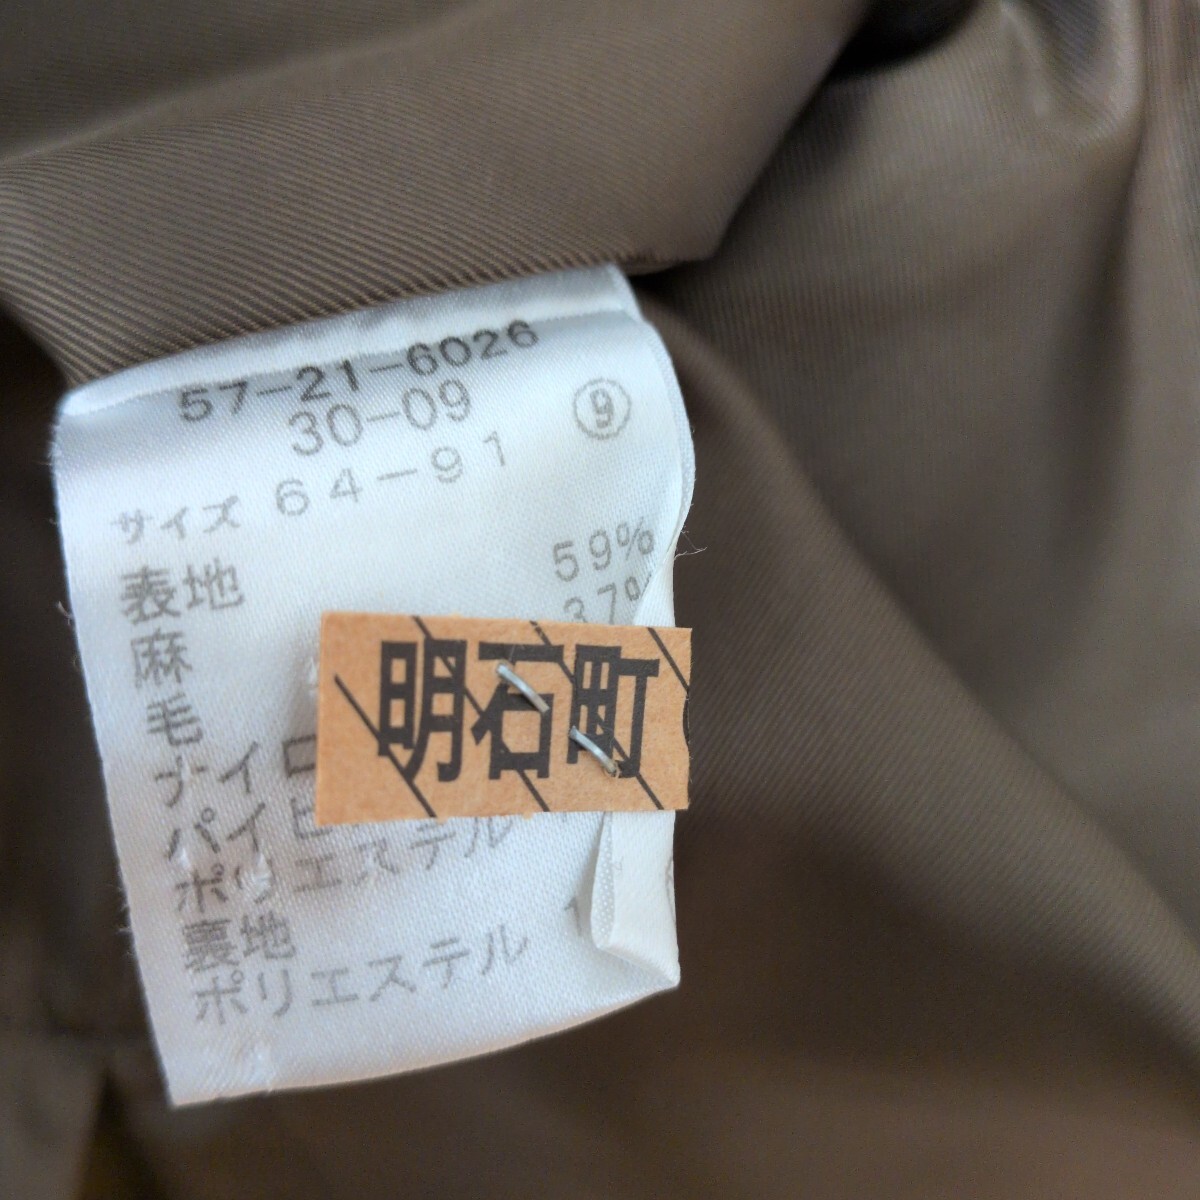 57-21-6026
30-09 ⑨
サイズ 64-91
表地
麻 59%
毛 37%
ナイロ
パイピ
ポリエステル
裏地
ポリエステル
明石町